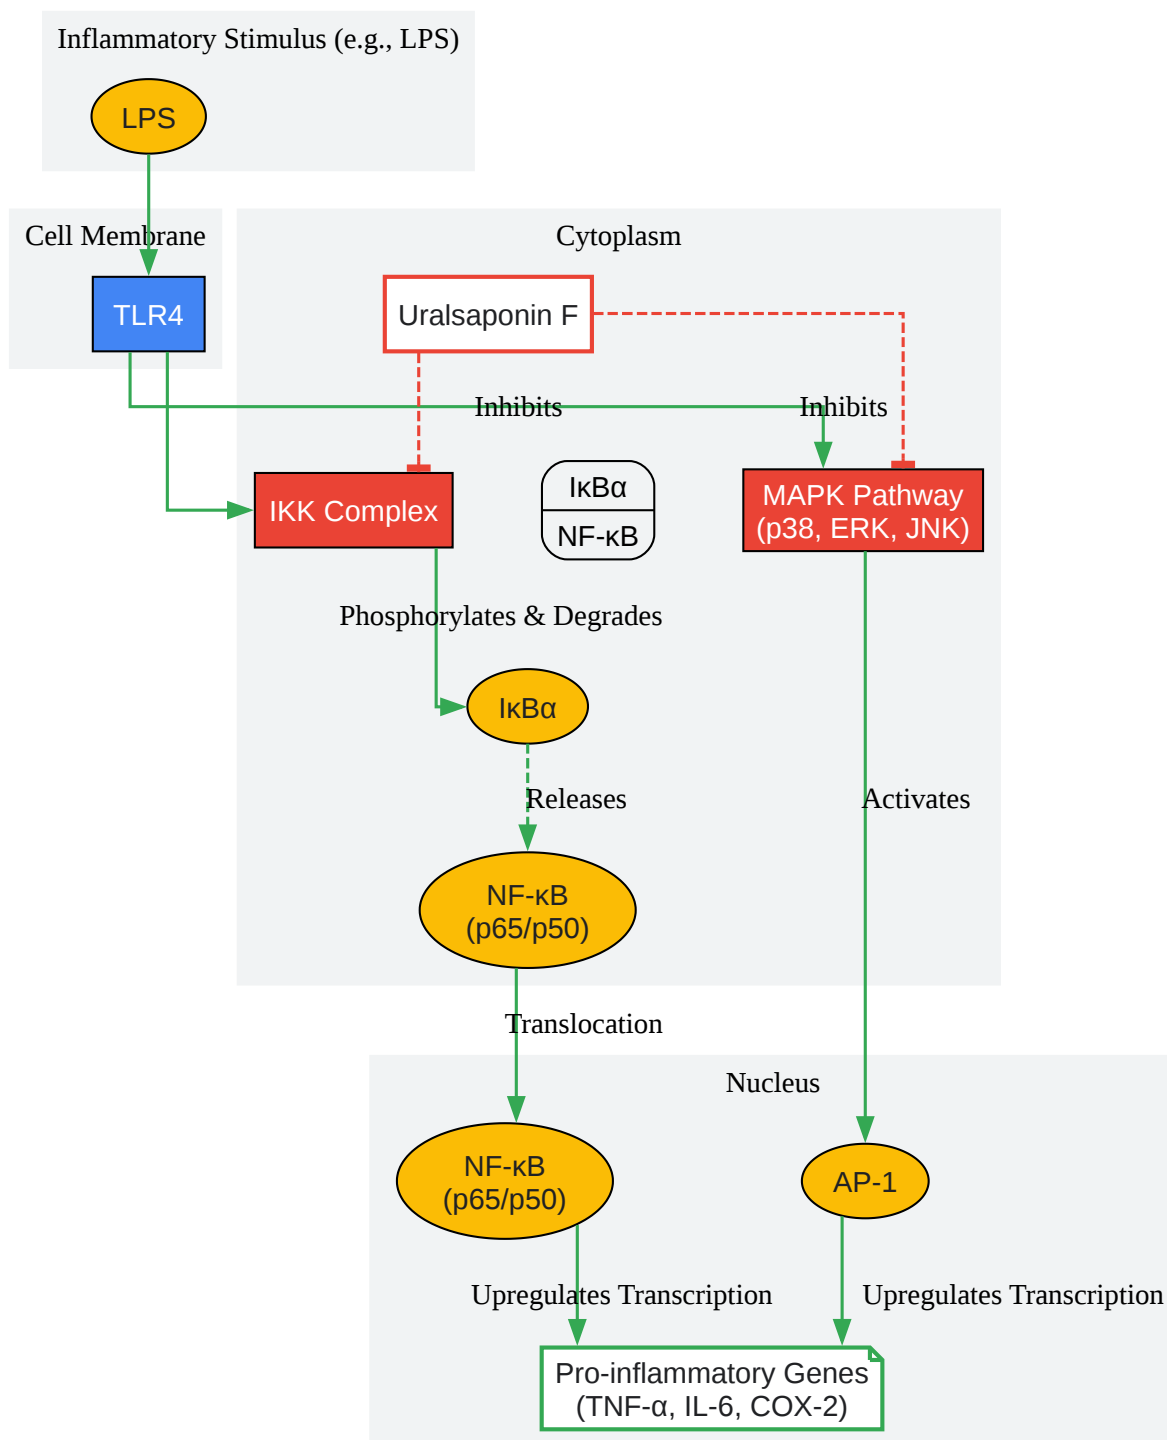 Inflammatory Stimulus (e.g., LPS)
LPS
Cell Membrane
Cytoplasm
TLR4
Uralsaponin F
Inhibits
Inhibits
IKK Complex
IκBα
NF-κB
MAPK Pathway
(p38, ERK, JNK)
Phosphorylates & Degrades
IκBα
Releases
Activates
NF-κB
(p65/p50)
Translocation
Nucleus
NF-κB
(p65/p50)
AP-1
Upregulates Transcription
Upregulates Transcription
Pro-inflammatory Genes
(TNF-α, IL-6, COX-2)